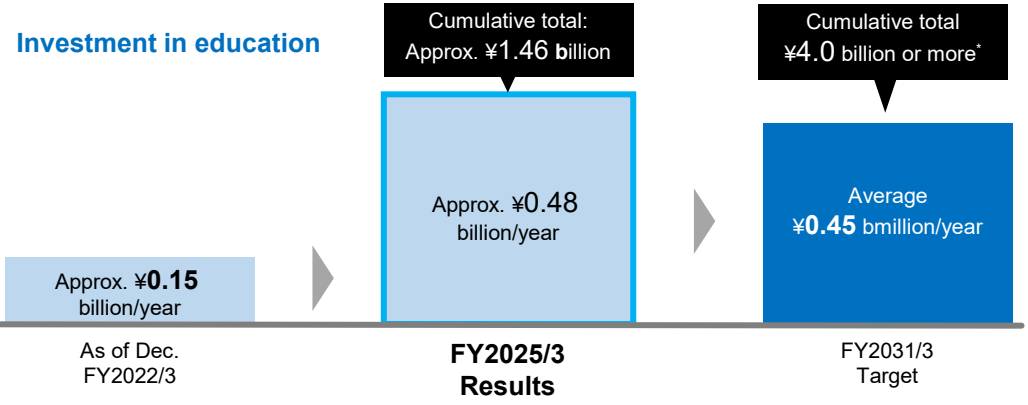 Investment in education
Cumulative total:
Approx. ¥1.46 billion
Cumulative total
¥4.0 billion or more*
Approx. ¥0.15
billion/year
Approx. ¥0.48
billion/year
Average
¥0.45 bmillion/year
As of Dec.
FY2022/3
FY2025/3
Results
FY2031/3
Target